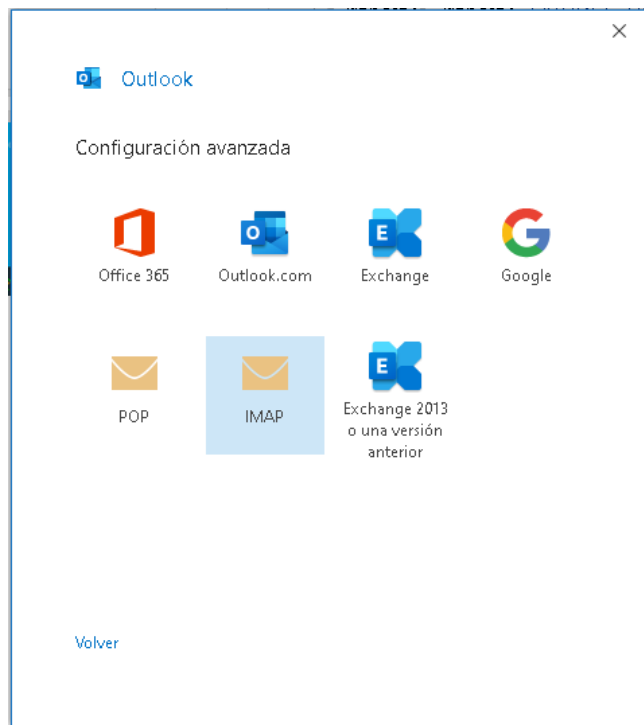 Outlook
Configuración avanzada
Office 365
Outlook.com
Exchange
Google
POP
IMAP
Exchange 2013
o una versión
anterior
Volver